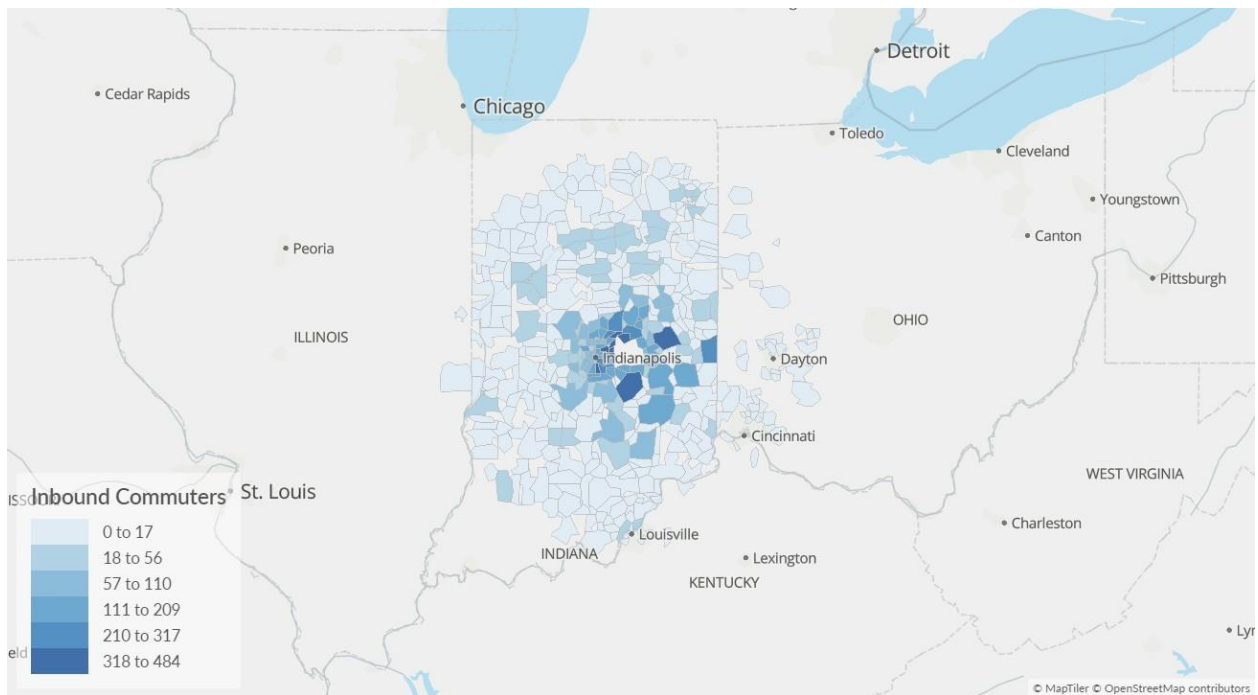 Detroit
Cedar Rapids
Chicago
Toledo
Cleveland
Youngstown
Canton
Peoria
Pittsburgh
OHIO
ILLINOIS
Indianapolis
Dayton
Cincinnati
WEST VIRGINIA
St. Louis
Charleston
Louisville
INDIANA
Lexington
KENTUCKY
Inbound Commuters
0 to 17
18 to 56
57 to 110
111 to 209
210 to 317
318 to 484
© MapTiler © OpenStreetMap contributors